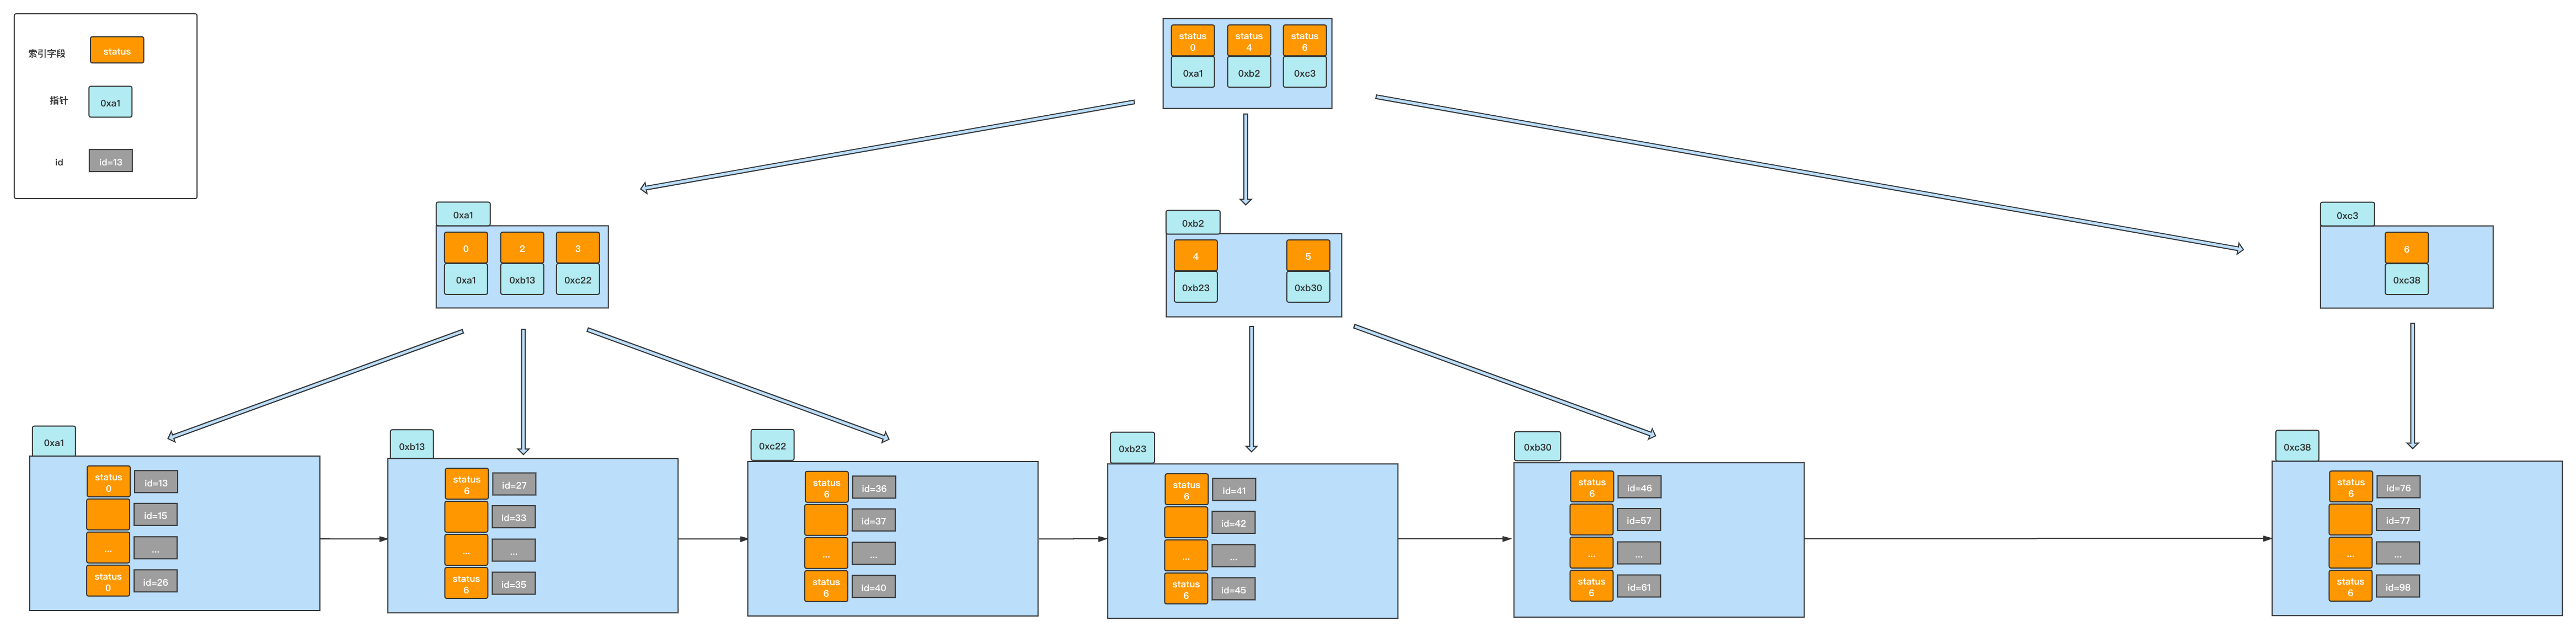 索引字段
status
指针
0xa1
id
id=13
status
0
status
4
status
6
0xa1
0xb2
0xc3
0xa1
0
2
3
0xa1
0xb13
0xc22
0xb2
4
5
0xb23
0xb30
0xc3
6
0xc38
0xa1
status
0
id=13
id=15
...
...
status
0
id=26
0xb13
status
6
id=27
id=33
...
...
status
6
id=35
0xc22
status
6
id=36
id=37
...
...
status
6
id=40
0xb23
status
6
id=41
id=42
...
...
status
6
id=45
0xb30
status
6
id=46
id=57
...
...
status
6
id=61
0xc38
status
6
id=76
id=77
...
...
status
6
id=98